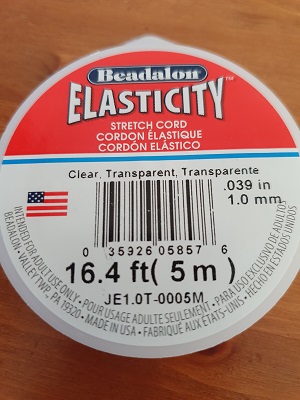 Beadalon™
ELASTICITY
STRETCH CORD
CORDON ÉLASTIQUE
CORDÓN ELÁSTICO
Clear, Transparent, Transparente
.039 in
1.0 mm
0 35926 05857 6
16.4 ft( 5 m )
JE1.0T-0005M
INTENDED FOR ADULT USE ONLY • POUR USAGE ADULTE SEULEMENT • PARA USO EXCLUSIVO DE ADULTOS
BEADALON • VALLEY TWP., PA 19320 • MADE IN USA • FABRIQUÉ AUX ÉTATS-UNIS • HECHO EN ESTADOS UNIDOS